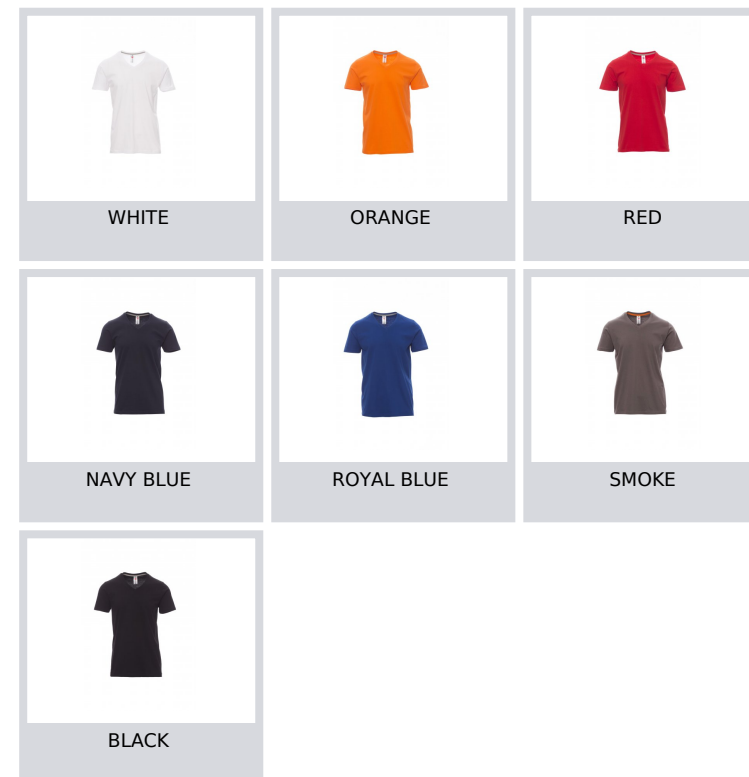 WHITE
ORANGE
RED
NAVY BLUE
ROYAL BLUE
SMOKE
BLACK